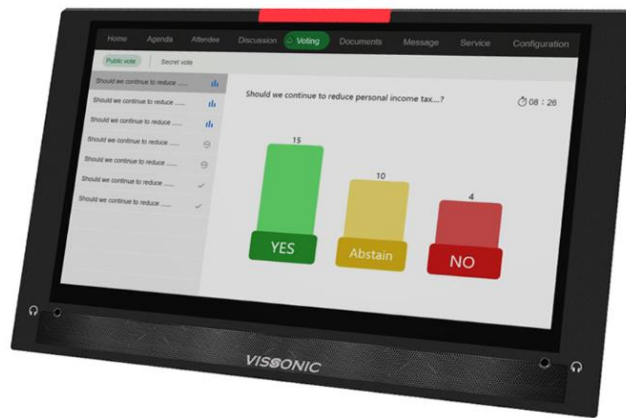 Home Agenda Attendee Discussion Voting Documents Message Service Configuration
Public vote Secret vote
Should we continue to reduce ......
Should we continue to reduce ......
Should we continue to reduce ......
Should we continue to reduce ......
Should we continue to reduce ......
Should we continue to reduce ......
Should we continue to reduce ......
Should we continue to reduce personal income tax...?
08 : 26
15
10
4
YES
Abstain
NO
VISSONIC